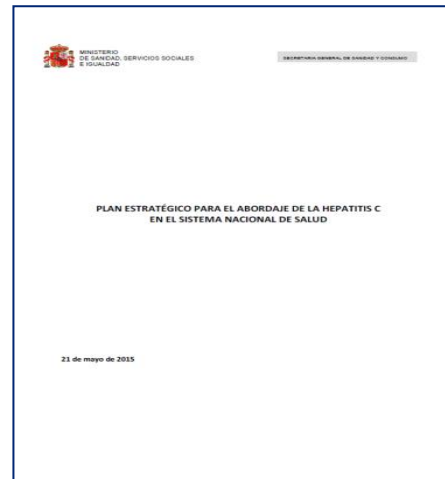 MINISTERIO
DE SANIDAD, SERVICIOS SOCIALES
E IGUALDAD
SECRETARIA GENERAL DE SANIDAD Y CONSUMO
PLAN ESTRATÉGICO PARA EL ABORDAJE DE LA HEPATITIS C
EN EL SISTEMA NACIONAL DE SALUD
21 de mayo de 2015